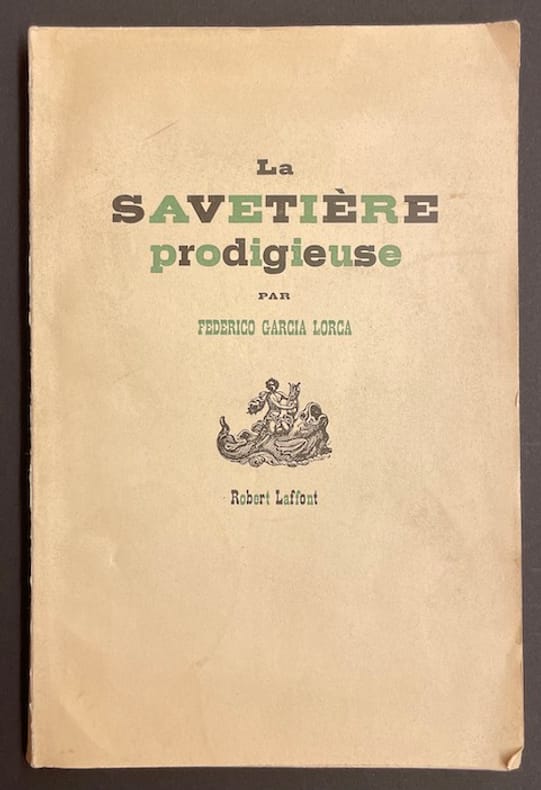 La
SAVETIÈRE
prodigieuse
PAR
FEDERICO GARCIA LORCA
Robert Laffont